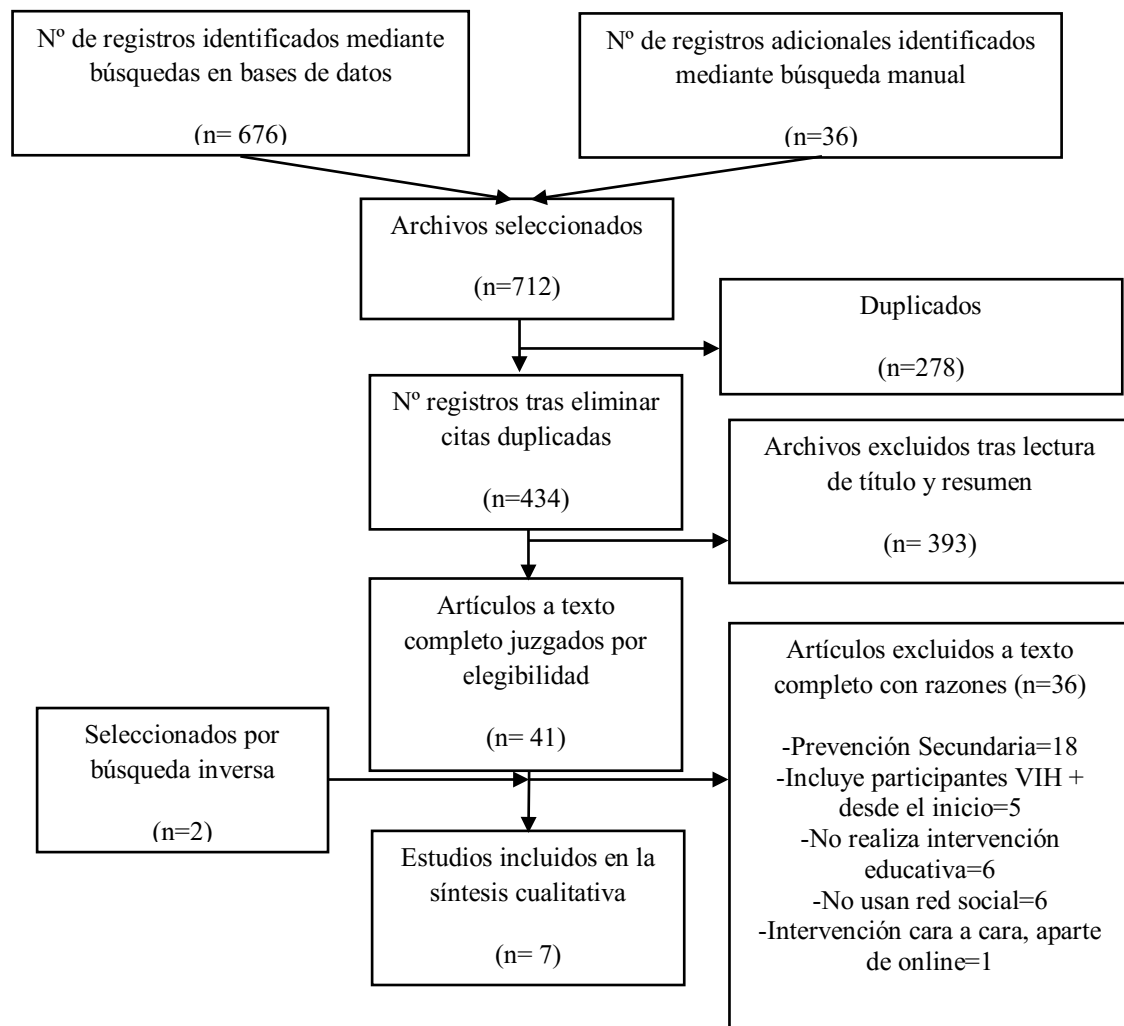 Nº de registros identificados mediante
búsquedas en bases de datos
(n= 676)
Nº de registros adicionales identificados
mediante búsqueda manual
(n=36)
Archivos seleccionados
(n=712)
Duplicados
(n=278)
Nº registros tras eliminar
citas duplicadas
(n=434)
Archivos excluidos tras lectura
de título y resumen
(n= 393)
Artículos a texto
completo juzgados por
elegibilidad
(n= 41)
Seleccionados por
búsqueda inversa
(n=2)
Artículos excluidos a texto
completo con razones (n=36)
-Prevención Secundaria=18
-Incluye participantes VIH +
desde el inicio=5
-No realiza intervención
educativa=6
-No usan red social=6
-Intervención cara a cara, aparte
de online=1
Estudios incluidos en la
síntesis cualitativa
(n= 7)